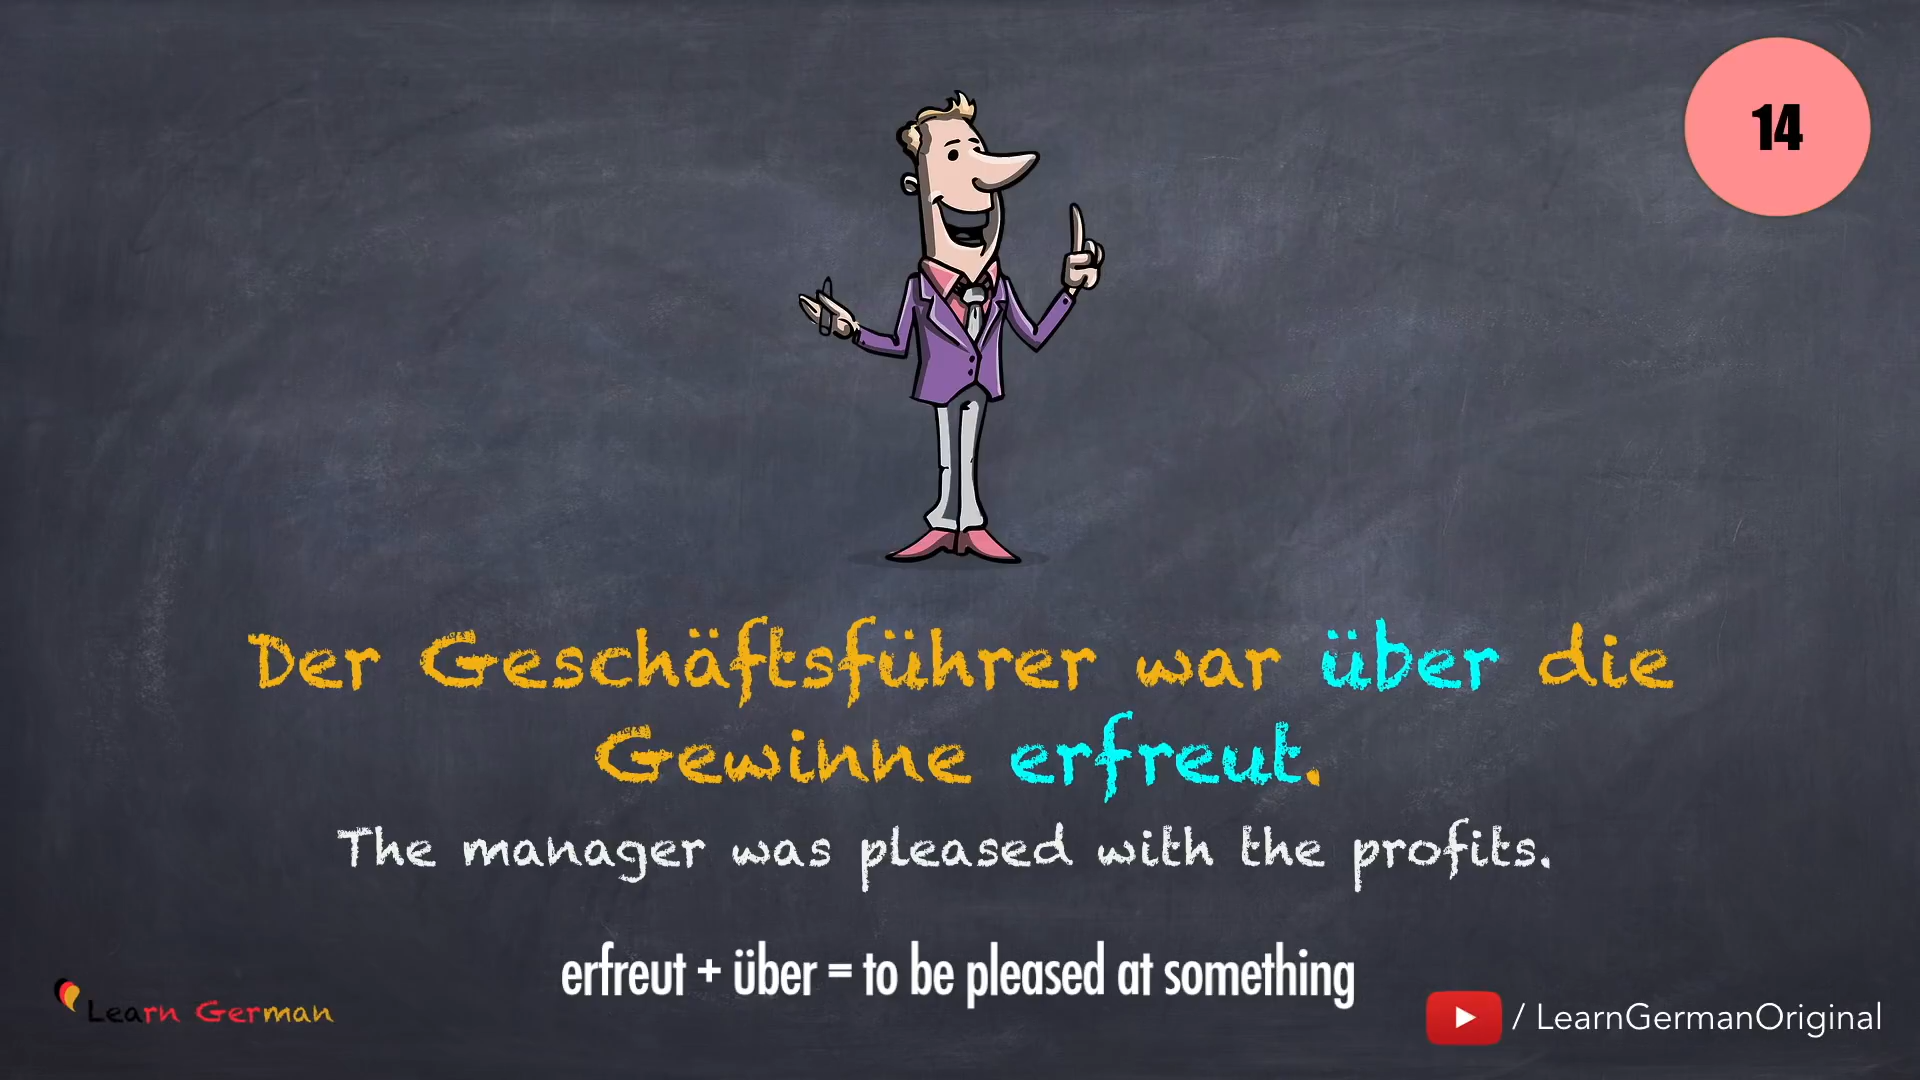 14
Der Geschäftsführer war über die
Gewinne erfreut.
The manager was pleased with the profits.
erfreut + über = to be pleased at something
Learn German
/ LearnGermanOriginal